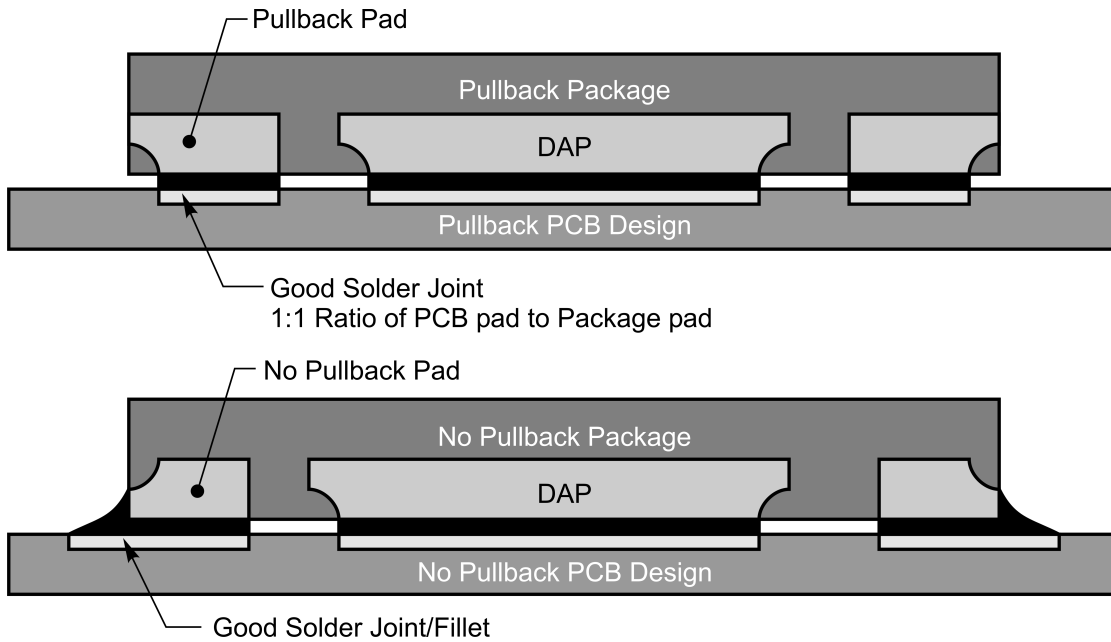 Pullback Pad
Pullback Package
DAP
Pullback PCB Design
Good Solder Joint
1:1 Ratio of PCB pad to Package pad
No Pullback Pad
No Pullback Package
DAP
No Pullback PCB Design
Good Solder Joint/Fillet